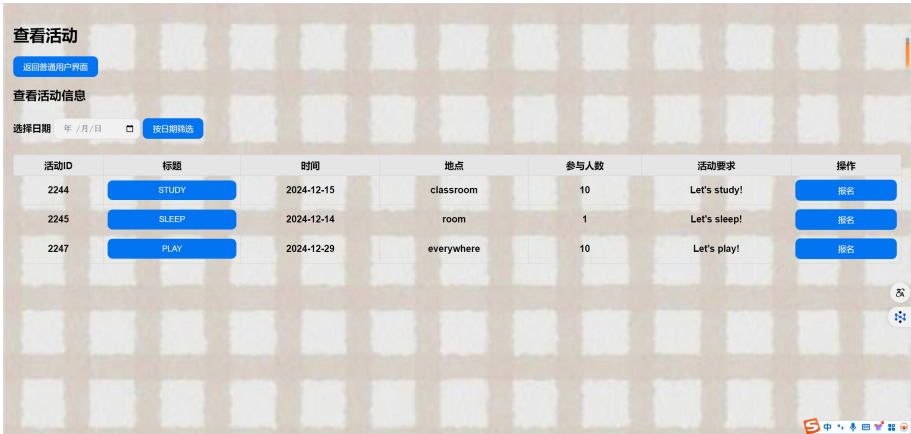 查看活动
返回普通用户界面
查看活动信息
选择日期 年 /月/日 按日期筛选
活动ID 标题 时间 地点 参与人数 活动要求 操作
2244 STUDY 2024-12-15 classroom 10 Let's study! 报名
2245 SLEEP 2024-12-14 room 1 Let's sleep! 报名
2247 PLAY 2024-12-29 everywhere 10 Let's play! 报名
中